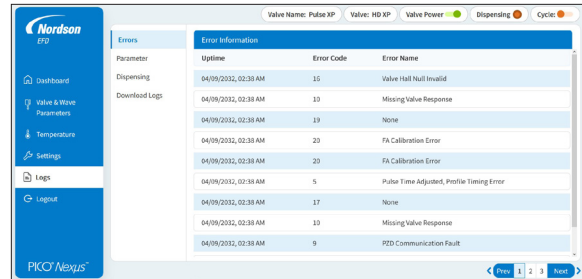 Nordson
EFD
Valve Name: Pulse XP
Valve: HD XP
Valve Power
Dispensing
Cycle:
Dashboard
Valve & Wave
Parameters
Temperature
Settings
Logs
Logout
PICO® Nexus™
Errors
Parameter
Dispensing
Download Logs
Error Information
Uptime Error Code Error Name
04/09/2032, 02:38 AM 16 Valve Hall Null Invalid
04/09/2032, 02:38 AM 10 Missing Valve Response
04/09/2032, 02:38 AM 19 None
04/09/2032, 02:38 AM 20 FA Calibration Error
04/09/2032, 02:38 AM 20 FA Calibration Error
04/09/2032, 02:38 AM 5 Pulse Time Adjusted, Profile Timing Error
04/09/2032, 02:38 AM 17 None
04/09/2032, 02:38 AM 10 Missing Valve Response
04/09/2032, 02:38 AM 9 PZD Communication Fault
Prev 1 2 3 Next